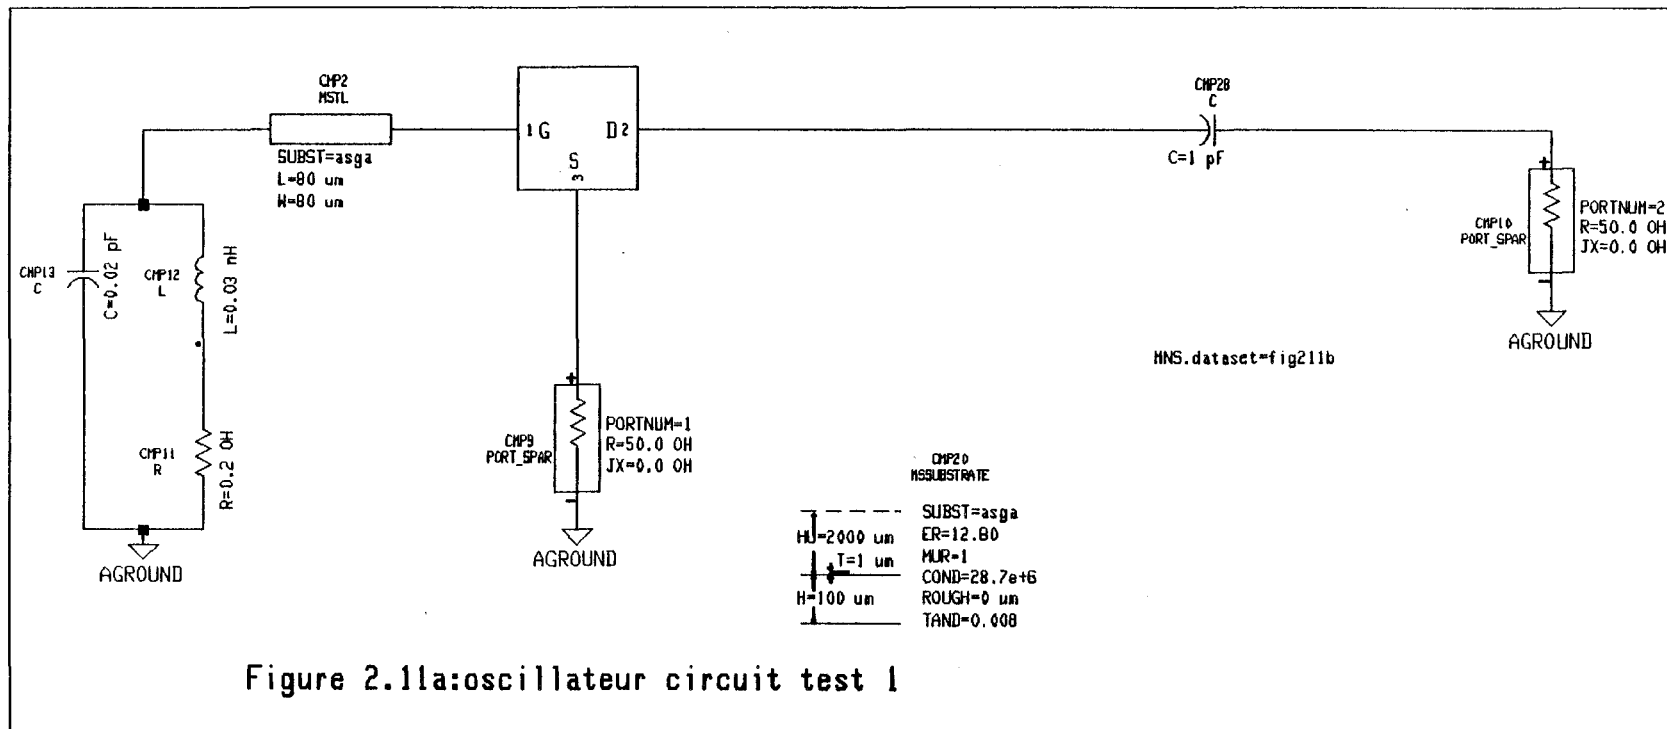 CMP2
MSTL
SUBST=asga
L=80 um
W=80 um
1 G
D 2
S
3
CMP28
C
C=1 pF
CMP10
PORT_SPAR
PORTNUM=2
R=50.0 OH
JX=0.0 OH
AGROUND
CMP13
C
C=0.02 pF
CMP12
L
L=0.03 nH
CMP11
R
R=0.2 OH
AGROUND
CMP9
PORT_SPAR
PORTNUM=1
R=50.0 OH
JX=0.0 OH
AGROUND
MNS.dataset=fig211b
CMP20
MSSUBSTRATE
SUBST=asga
HU=2000 um
ER=12.80
T=1 um
MUR=1
COND=28.7e+6
H=100 um
ROUGH=0 um
TAND=0.008
Figure 2.11a:oscillateur circuit test 1